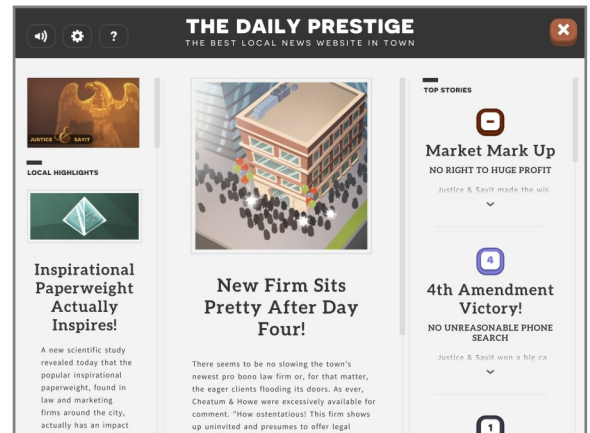 ?
THE DAILY PRESTIGE
THE BEST LOCAL NEWS WEBSITE IN TOWN
JUSTICE & SAVIT
LOCAL HIGHLIGHTS
Inspirational
Paperweight
Actually
Inspires!
A new scientific study
revealed today that the
popular inspirational
paperweight, found in
law and marketing
firms around the city,
actually has an impact
New Firm Sits
Pretty After Day
Four!
There seems to be no slowing the town's
newest pro bono law firm or, for that matter,
the eager clients flooding its doors. As ever,
Cheatum & Howe were excessively available for
comment. "How ostentatious! This firm shows
up uninvited and presumes to offer legal
TOP STORIES
Market Mark Up
NO RIGHT TO HUGE PROFIT
Justice & Savit made the wis
4
4th Amendment
Victory!
NO UNREASONABLE PHONE
SEARCH
Justice & Savit won a big ca
1